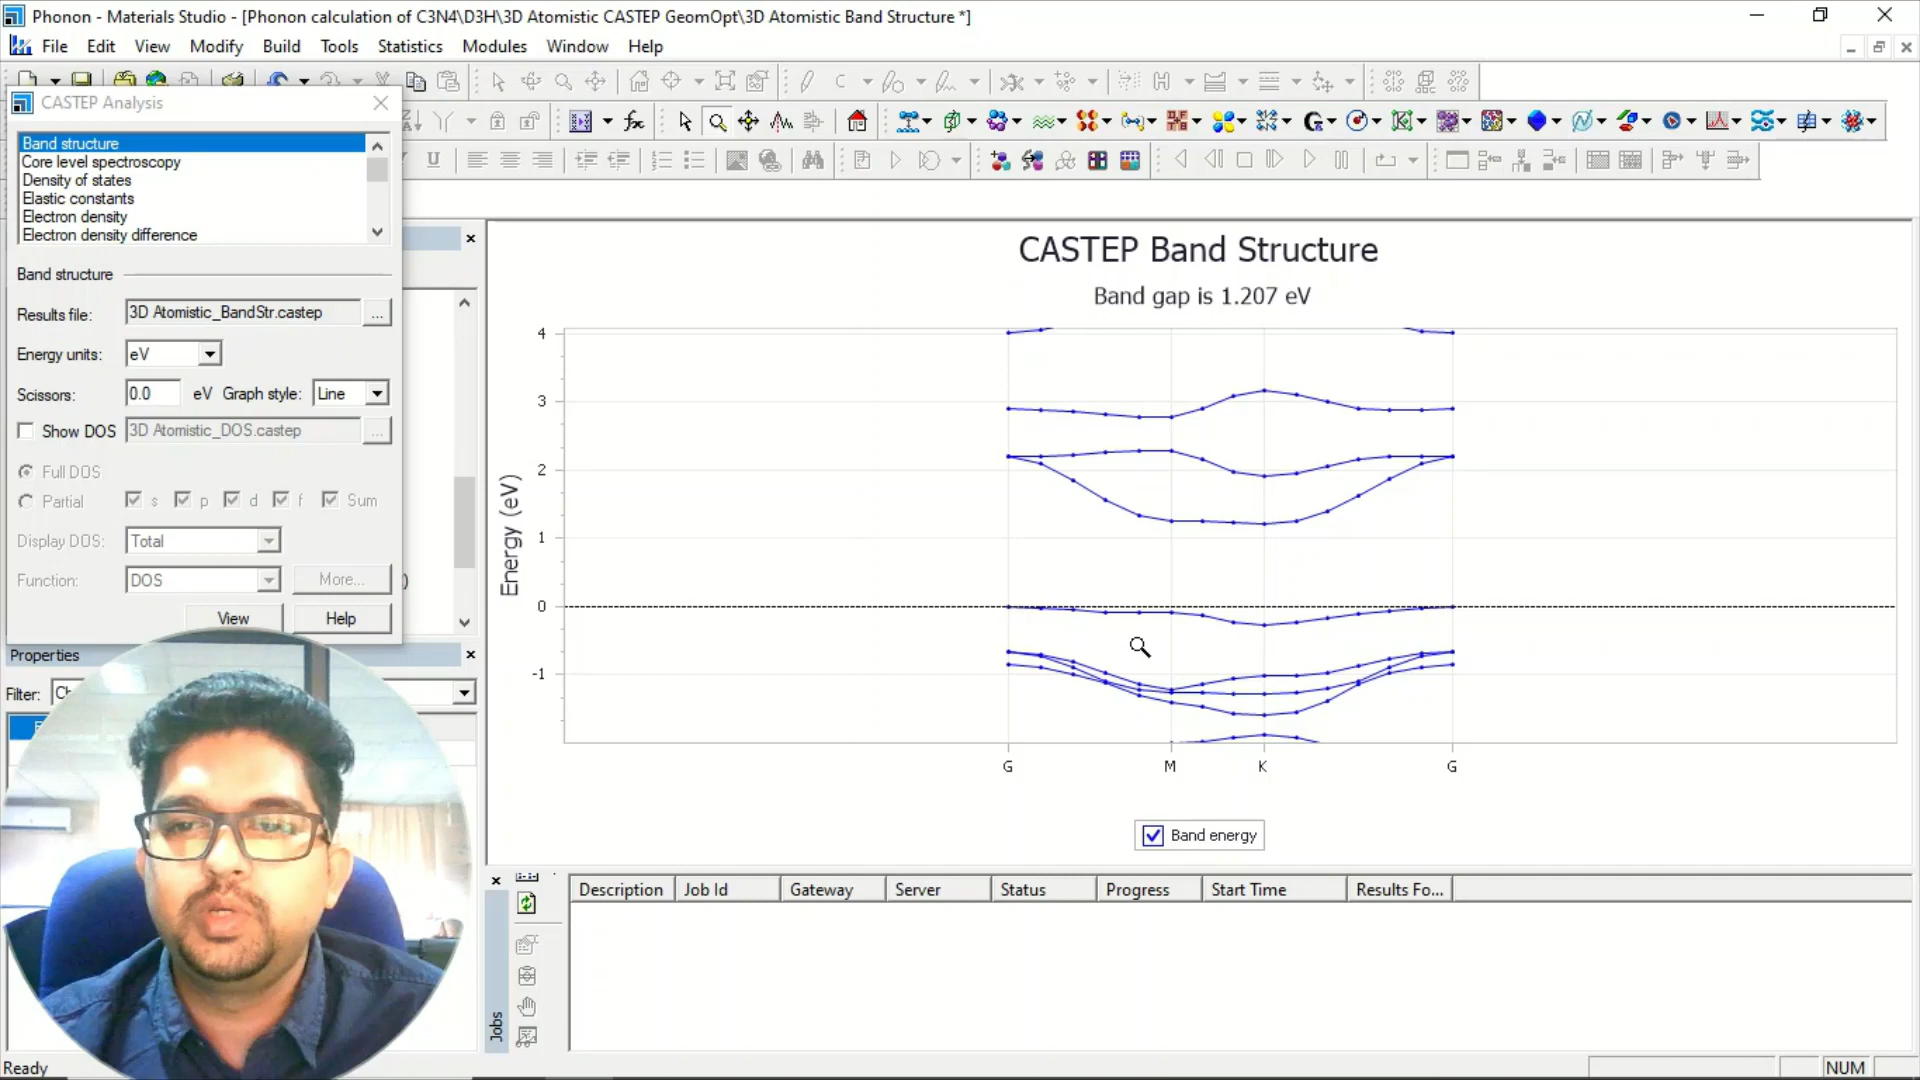 Phonon - Materials Studio - [Phonon calculation of C3N4\D3H\3D Atomistic CASTEP GeomOpt\3D Atomistic Band Structure *]
File Edit View Modify Build Tools Statistics Modules Window Help
CASTEP Analysis
Band structure
Core level spectroscopy
Density of states
Elastic constants
Electron density
Electron density difference
Band structure
Results file: 3D Atomistic_BandStr.castep ...
Energy units: eV
Scissors: 0.0 eV Graph style: Line
Show DOS 3D Atomistic_DOS.castep ...
Full DOS
Partial s p d f Sum
Display DOS: Total
Function: DOS More...
View Help
)
Properties
Filter:
CASTEP Band Structure
Band gap is 1.207 eV
Energy (eV)
4
3
2
1
0
-1
G M K G
Band energy
Jobs
Description Job Id Gateway Server Status Progress Start Time Results Fo...
Ready
NUM